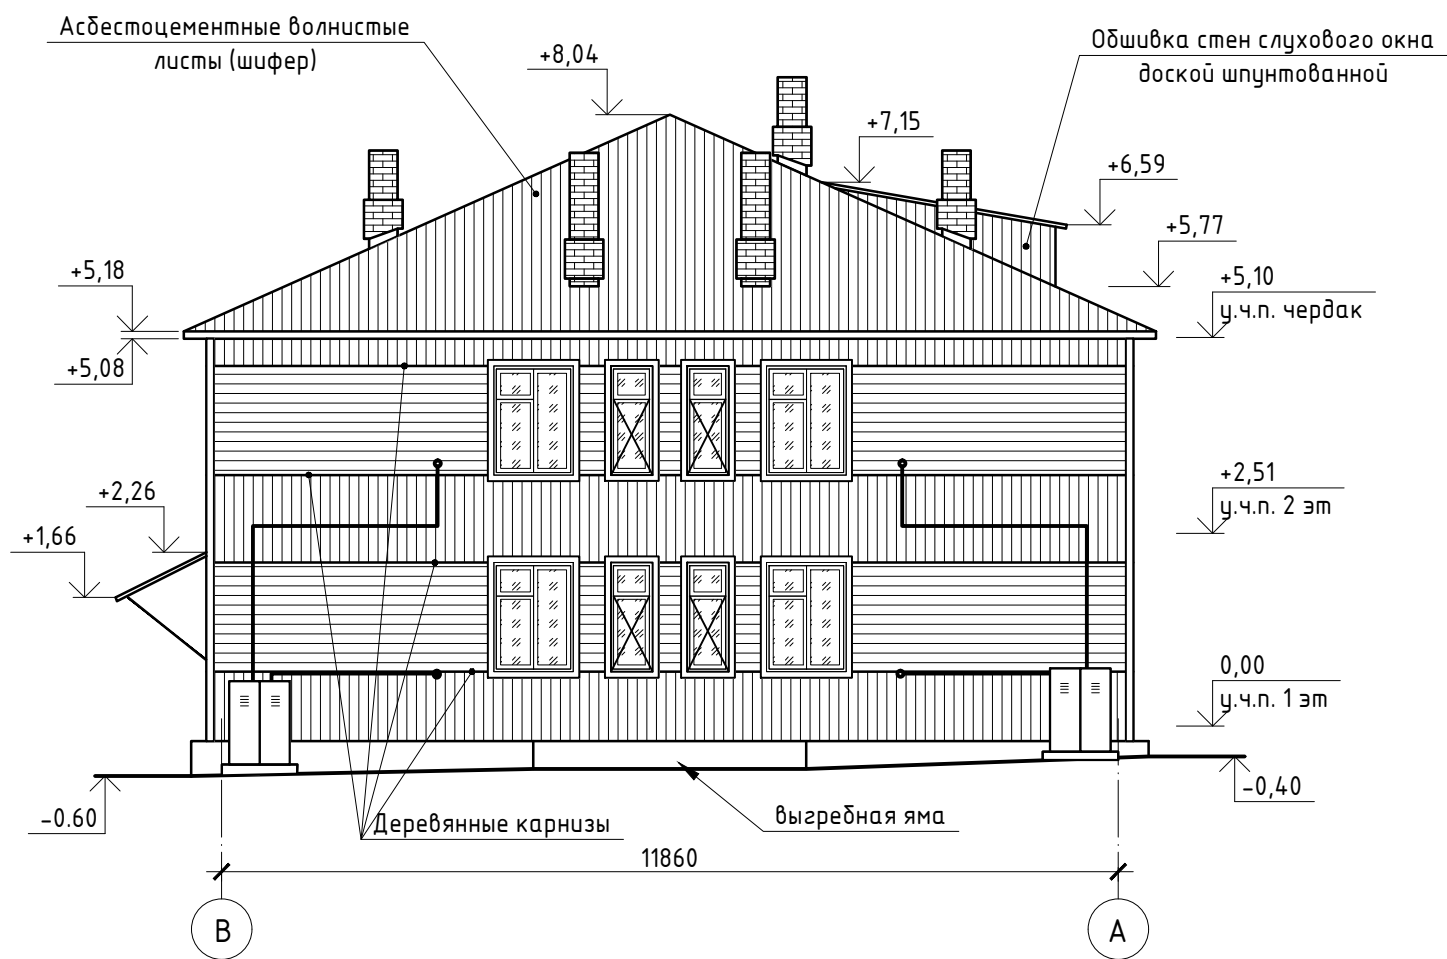 Асбестоцементные волнистые
листы (шифер)
+8,04
Обшивка стен слухового окна
доской шпунтованной
+7,15
+6,59
+5,77
+5,18
+5,10
у.ч.п. чердак
+5,08
+2,51
у.ч.п. 2 эт
+2,26
+1,66
0,00
у.ч.п. 1 эт
-0.60
-0,40
Деревянные карнизы
выгребная яма
11860
В
А